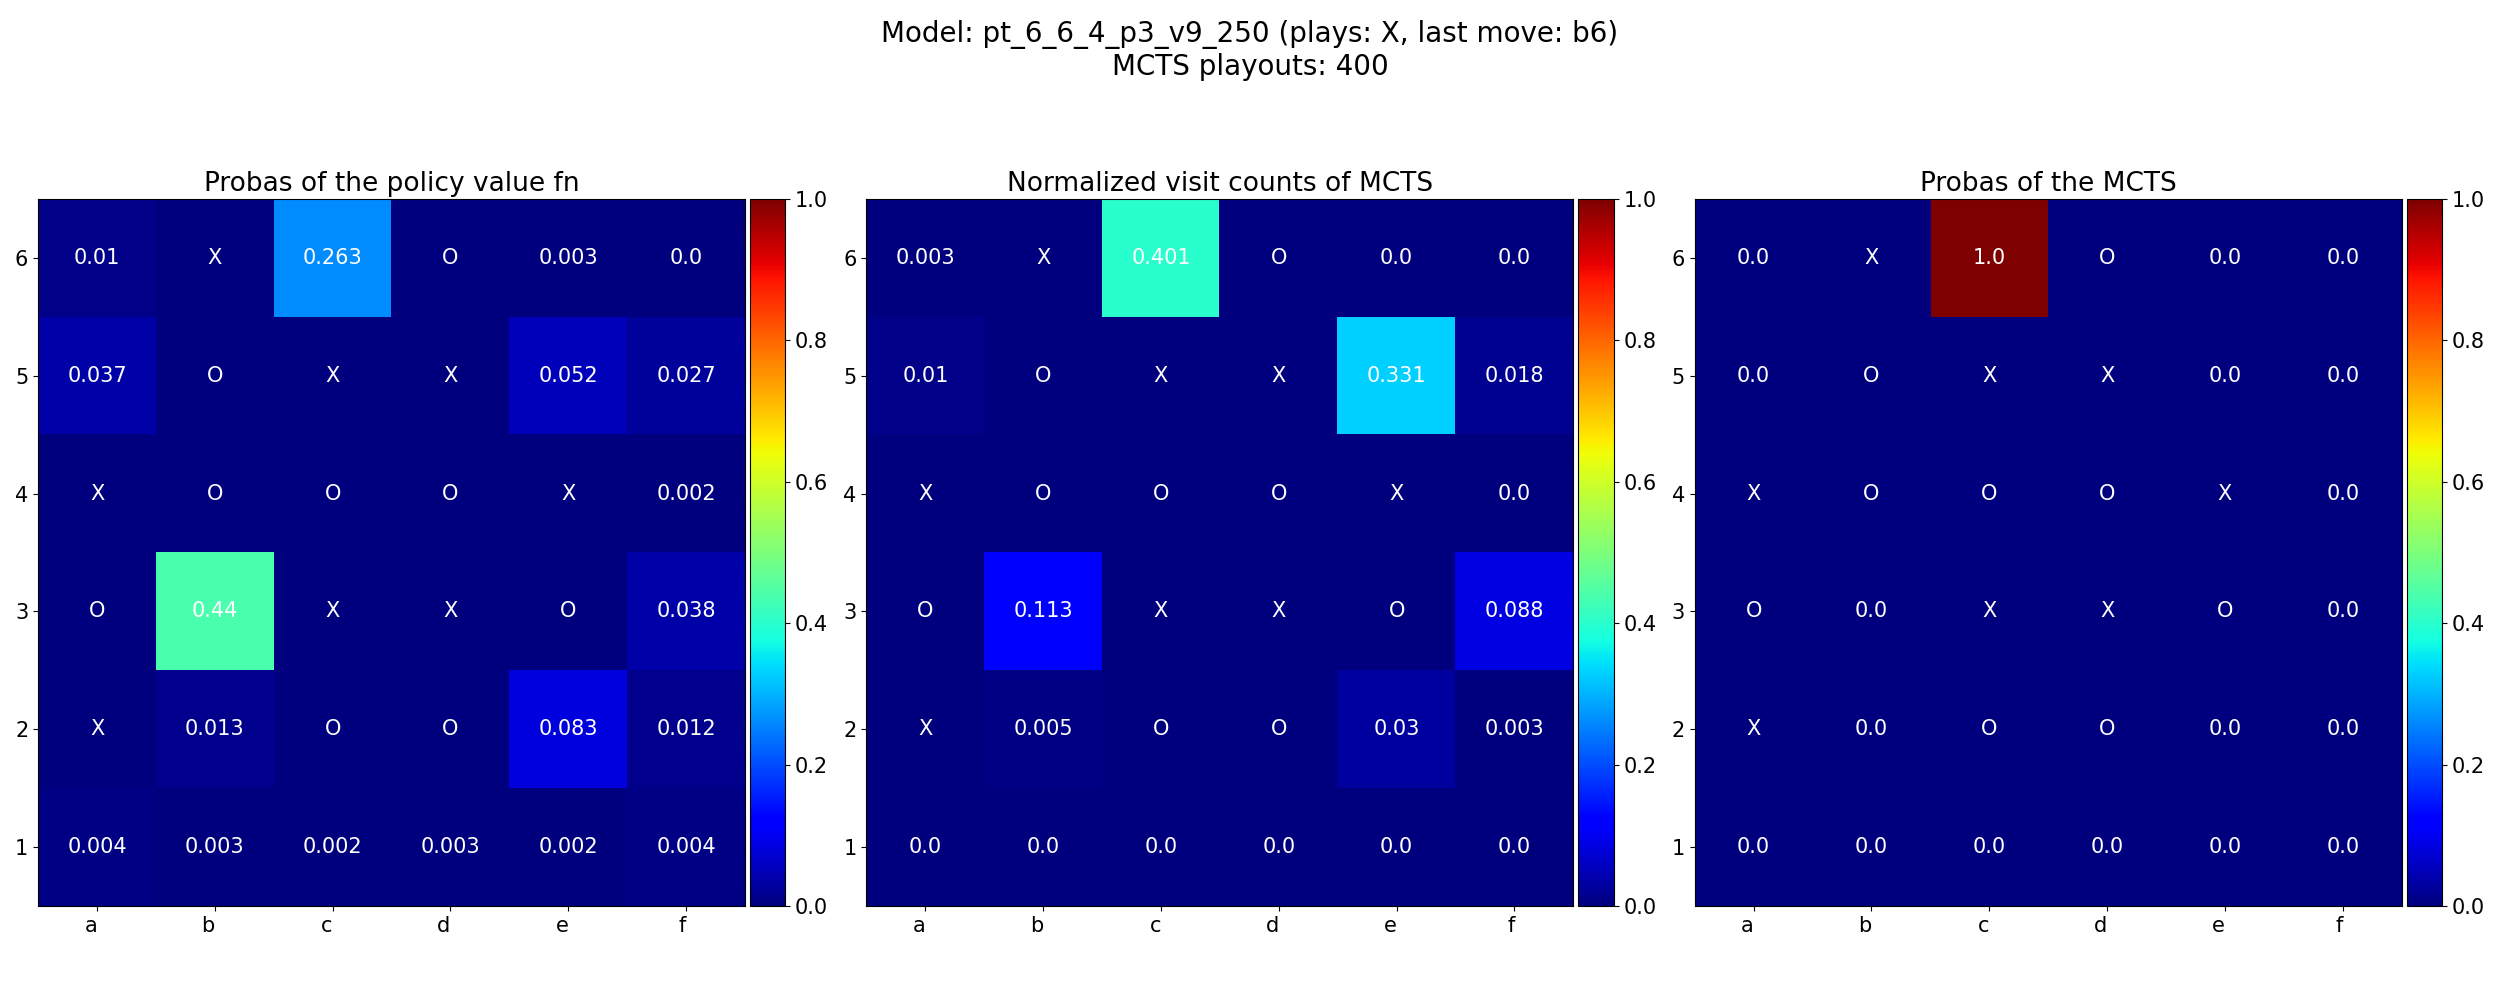 Model: pt_6_6_4_p3_v9_250 (plays: X, last move: b6)
MCTS playouts: 400
Probas of the policy value fn
6 0.01 X 0.263 O 0.003 0.0
5 0.037 O X X 0.052 0.027
4 X O O O X 0.002
3 O 0.44 X X O 0.038
2 X 0.013 O O 0.083 0.012
1 0.004 0.003 0.002 0.003 0.002 0.004
a b c d e f
1.0
0.8
0.6
0.4
0.2
0.0
Normalized visit counts of MCTS
6 0.003 X 0.401 O 0.0 0.0
5 0.01 O X X 0.331 0.018
4 X O O O X 0.0
3 O 0.113 X X O 0.088
2 X 0.005 O O 0.03 0.003
1 0.0 0.0 0.0 0.0 0.0 0.0
a b c d e f
1.0
0.8
0.6
0.4
0.2
0.0
Probas of the MCTS
6 0.0 X 1.0 O 0.0 0.0
5 0.0 O X X 0.0 0.0
4 X O O O X 0.0
3 O 0.0 X X O 0.0
2 X 0.0 O O 0.0 0.0
1 0.0 0.0 0.0 0.0 0.0 0.0
a b c d e f
1.0
0.8
0.6
0.4
0.2
0.0